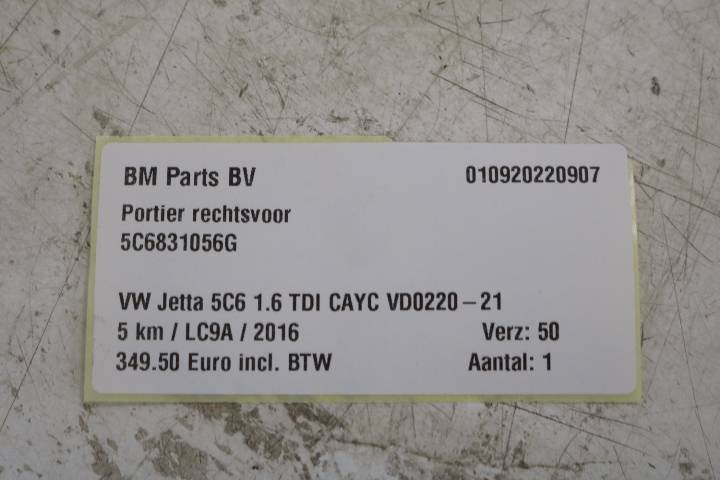 BM Parts BV 010920220907
Portier rechtsvoor
5C6831056G
VW Jetta 5C6 1.6 TDI CAYC VD0220-21
5 km / LC9A / 2016 Verz: 50
349.50 Euro incl. BTW Aantal: 1